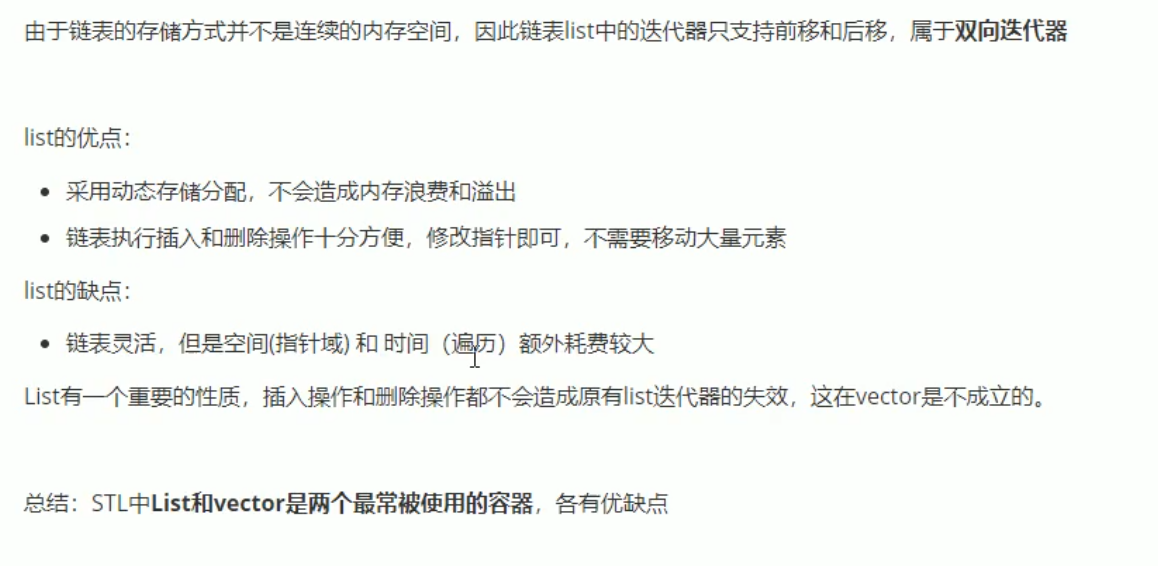 由于链表的存储方式并不是连续的内存空间，因此链表list中的迭代器只支持前移和后移，属于双向迭代器
list的优点：
采用动态存储分配，不会造成内存浪费和溢出
链表执行插入和删除操作十分方便，修改指针即可，不需要移动大量元素
list的缺点：
链表灵活，但是空间(指针域) 和 时间（遍历）额外耗费较大
List有一个重要的性质，插入操作和删除操作都不会造成原有list迭代器的失效，这在vector是不成立的。
总结：STL中List和vector是两个最常被使用的容器，各有优缺点